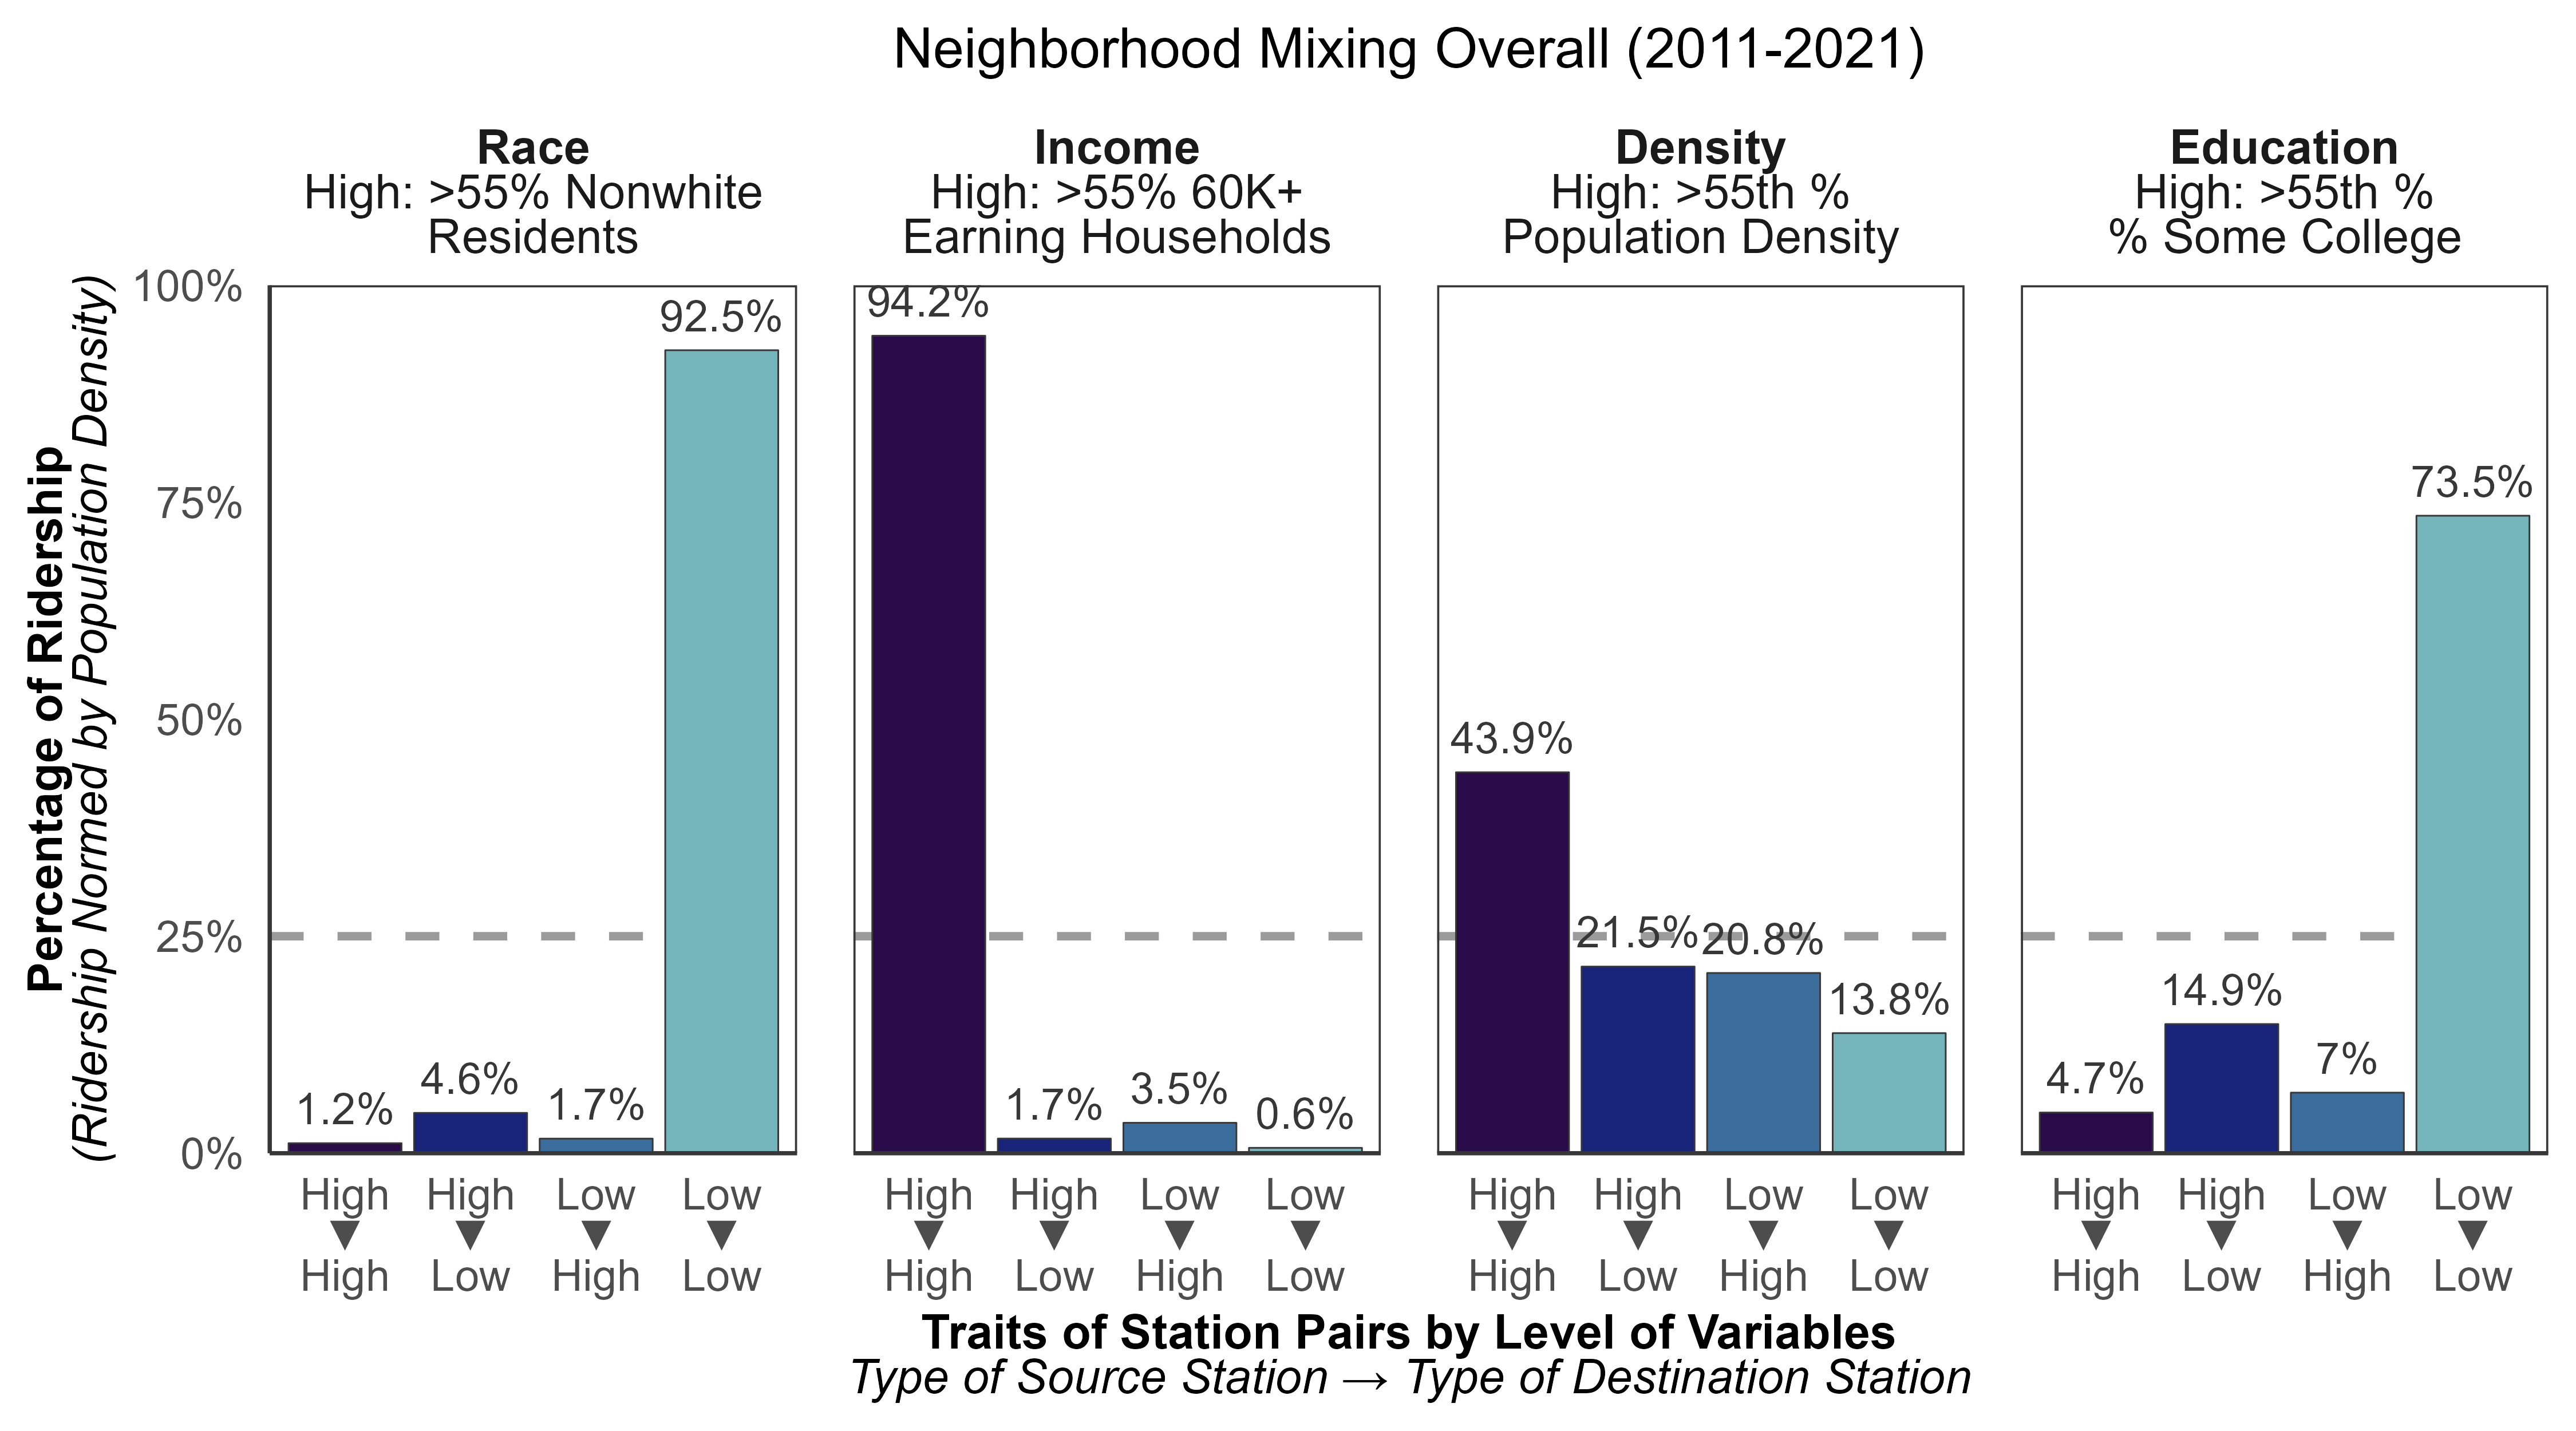 Neighborhood Mixing Overall (2011-2021)
Race
High: >55% Nonwhite
Residents
Income
High: >55% 60K+
Earning Households
Density
High: >55th %
Population Density
Education
High: >55th %
% Some College
Percentage of Ridership
(Ridership Normed by Population Density)
100%
75%
50%
25%
0%
1.2%
4.6%
1.7%
92.5%
94.2%
1.7%
3.5%
0.6%
43.9%
21.5%
20.8%
13.8%
4.7%
14.9%
7%
73.5%
High High Low Low
▼ ▼ ▼ ▼
High Low High Low
High High Low Low
▼ ▼ ▼ ▼
High Low High Low
High High Low Low
▼ ▼ ▼ ▼
High Low High Low
High High Low Low
▼ ▼ ▼ ▼
High Low High Low
Traits of Station Pairs by Level of Variables
Type of Source Station → Type of Destination Station